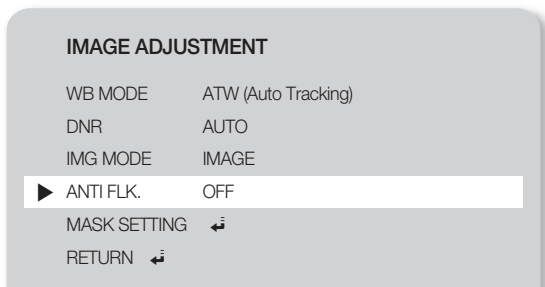 IMAGE ADJUSTMENT
WB MODE ATW (Auto Tracking)
DNR AUTO
IMG MODE IMAGE
ANTI FLK. OFF
MASK SETTING
RETURN